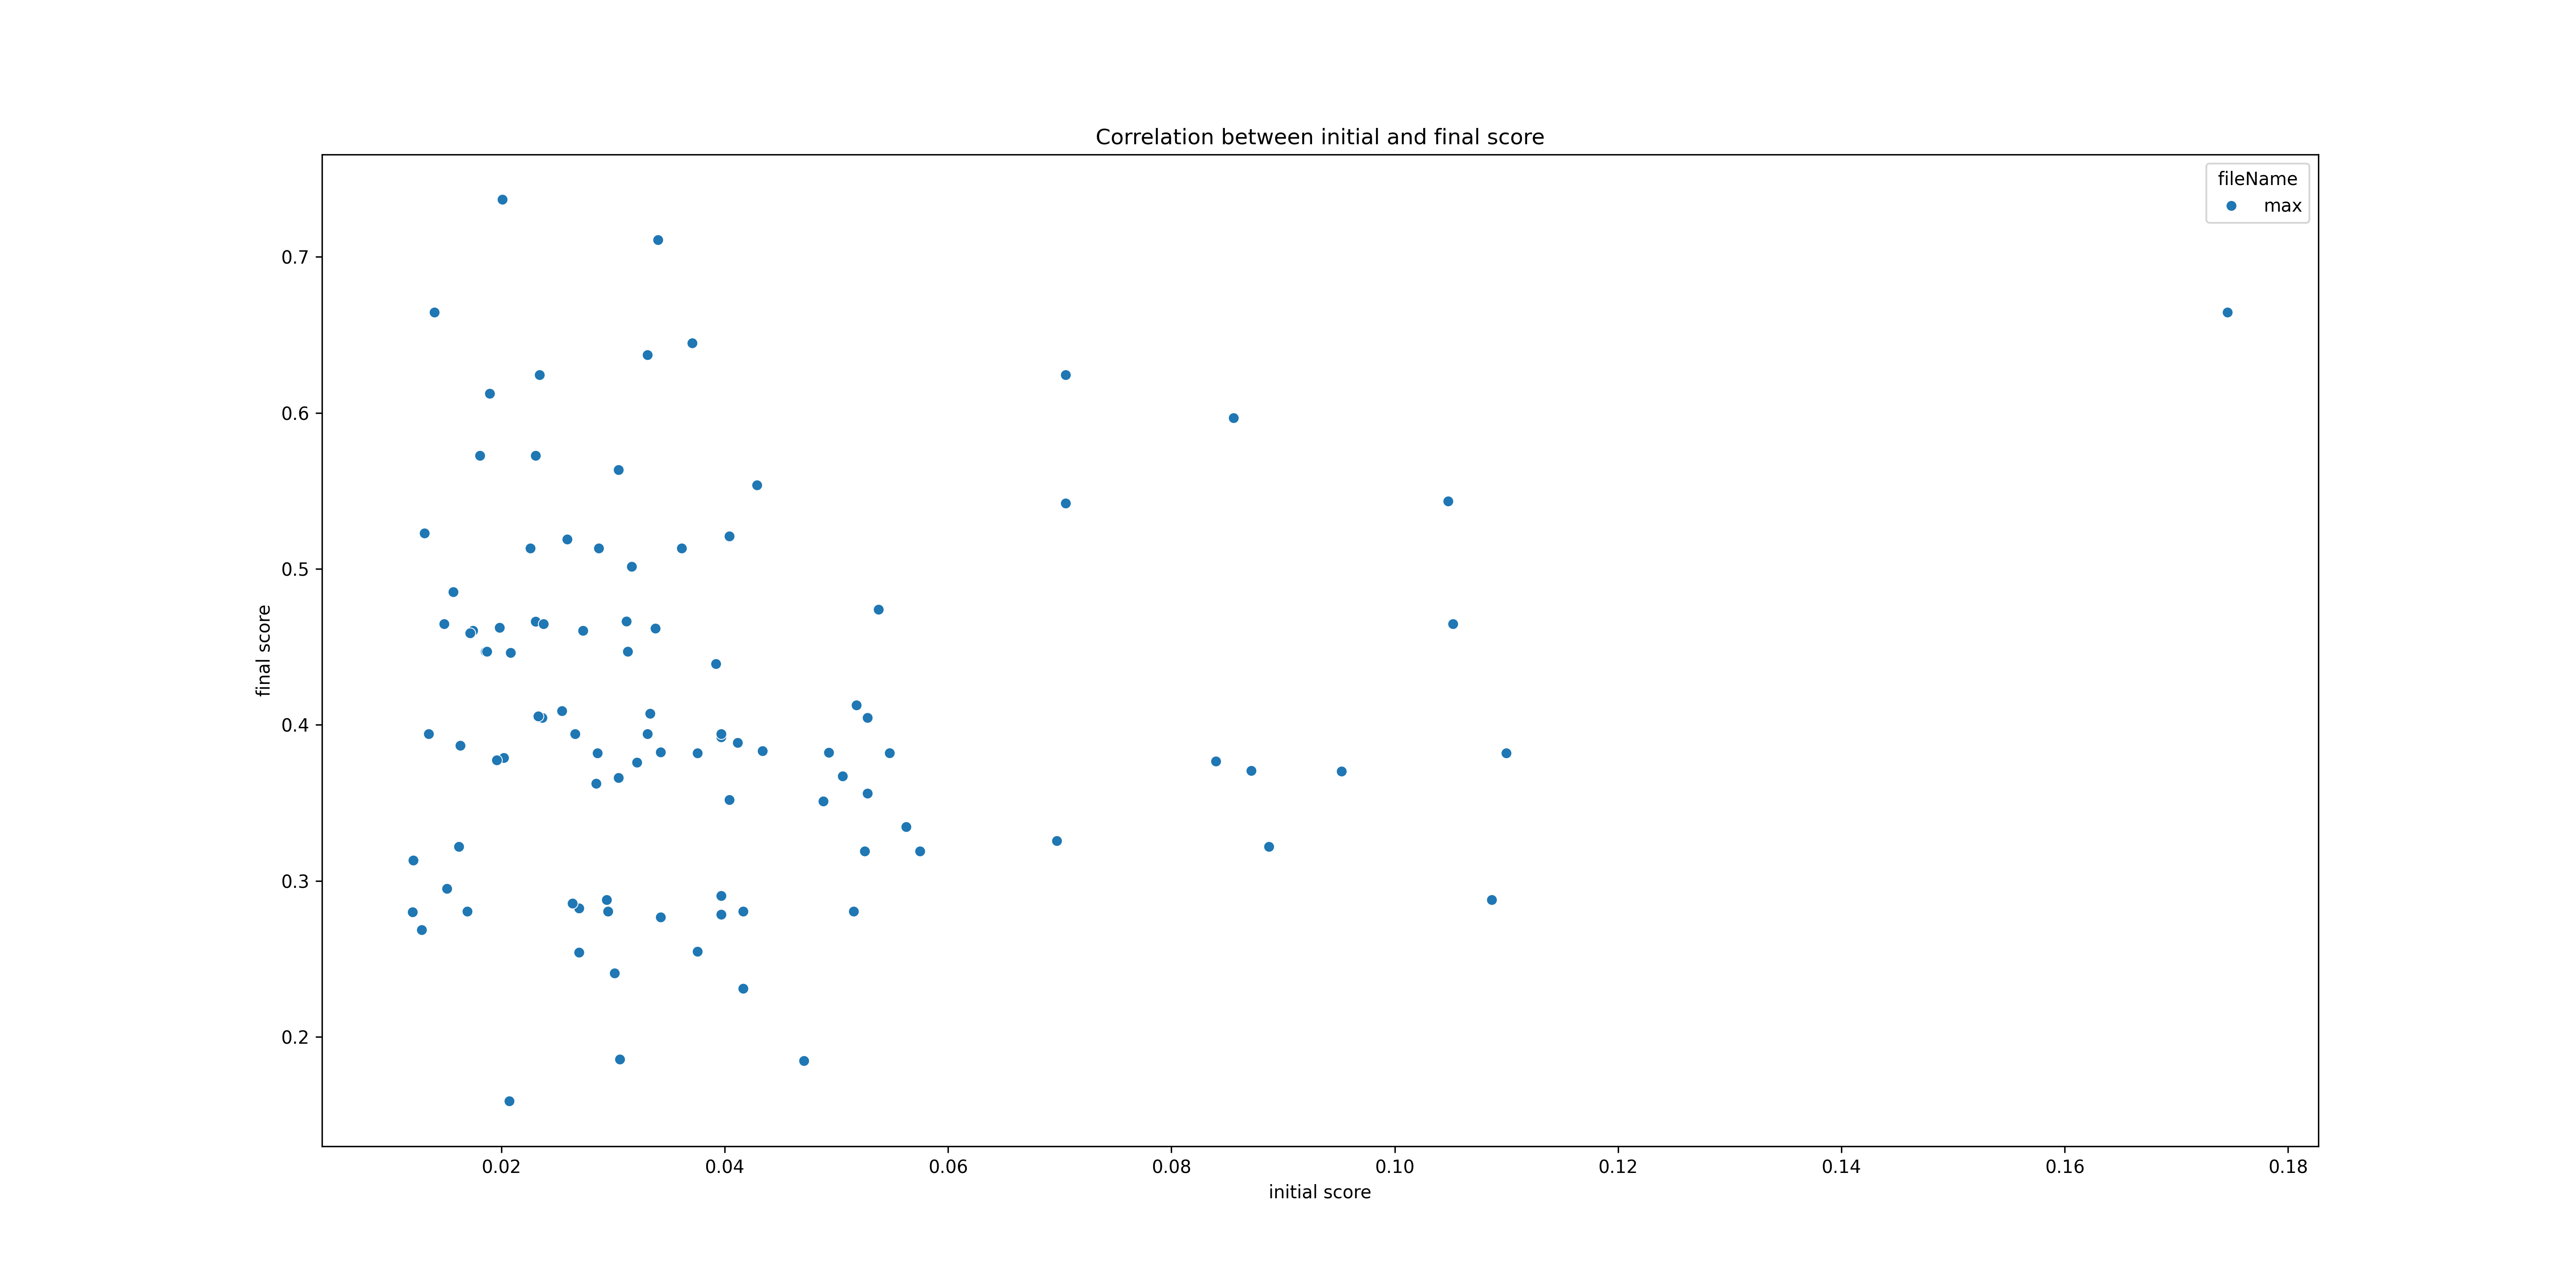 Correlation between initial and final score
fileName
max
0.7
0.6
0.5
0.4
0.3
0.2
final score
0.02 0.04 0.06 0.08 0.10 0.12 0.14 0.16 0.18
initial score